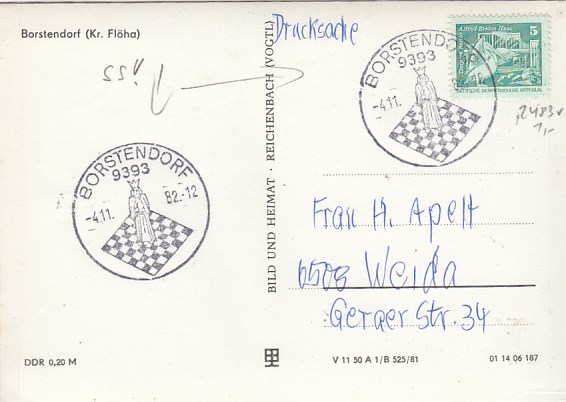 Borstendorf (Kr. Flöha)
Drucksache
BILD UND HEIMAT · REICHENBACH (VOGTL)
Alfred-Brehm-Haus
5
DEUTSCHE DEMOKRATISCHE REPUBLIK
BORSTENDORF
9393
-4.11.
BORSTENDORF
9393
-4.11. 82.-12
Frau H. Apelt
6508 Weida
Geraer Str. 34
DDR 0,20 M
V 11 50 A 1/B 525/81
01 14 06 187